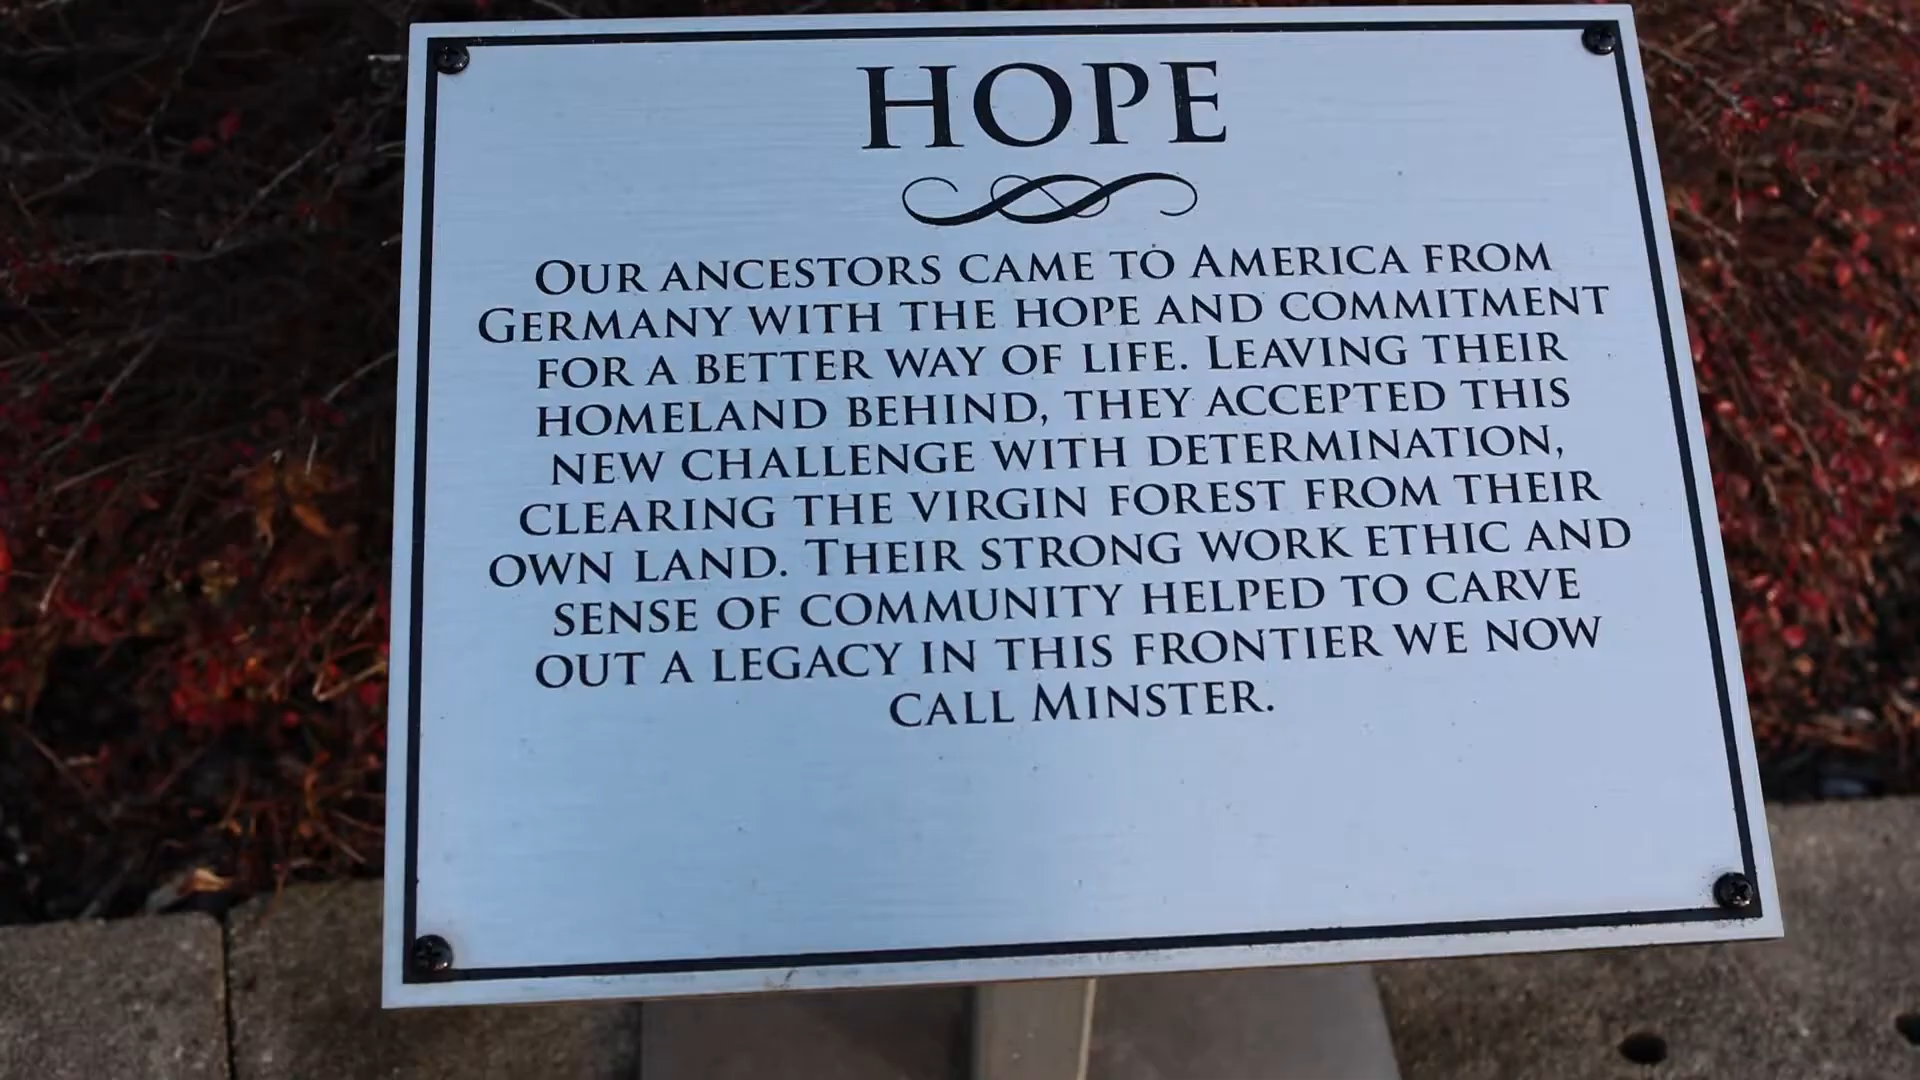 HOPE
OUR ANCESTORS CAME TO AMERICA FROM
GERMANY WITH THE HOPE AND COMMITMENT
FOR A BETTER WAY OF LIFE. LEAVING THEIR
HOMELAND BEHIND, THEY ACCEPTED THIS
NEW CHALLENGE WITH DETERMINATION,
CLEARING THE VIRGIN FOREST FROM THEIR
OWN LAND. THEIR STRONG WORK ETHIC AND
SENSE OF COMMUNITY HELPED TO CARVE
OUT A LEGACY IN THIS FRONTIER WE NOW
CALL MINSTER.